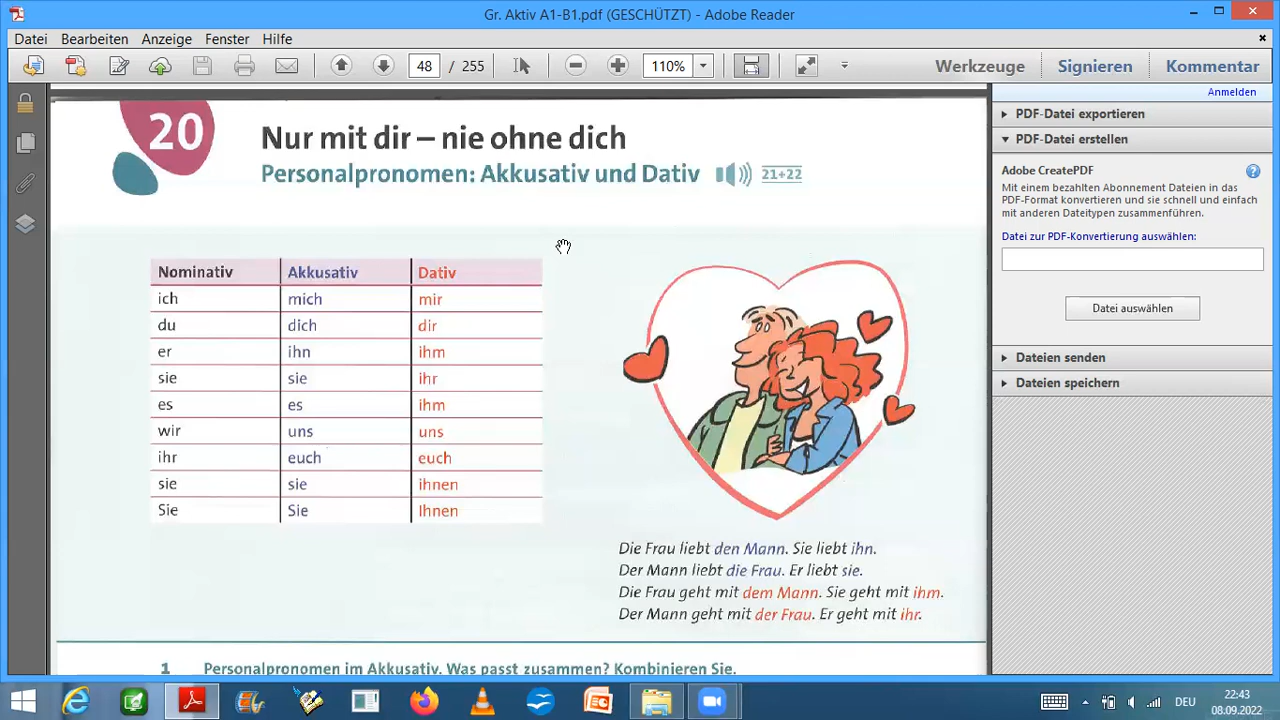 Gr. Aktiv A1-B1.pdf (GESCHÜTZT) - Adobe Reader
Datei Bearbeiten Anzeige Fenster Hilfe
48 / 255 110% Werkzeuge Signieren Kommentar
Anmelden
PDF-Datei exportieren
PDF-Datei erstellen
Adobe CreatePDF
Mit einem bezahlten Abonnement Dateien in das
PDF-Format konvertieren und sie schnell und einfach
mit anderen Dateitypen zusammenführen.
Datei zur PDF-Konvertierung auswählen:
Datei auswählen
Dateien senden
Dateien speichern
20
Nur mit dir – nie ohne dich
Personalpronomen: Akkusativ und Dativ 21+22
Nominativ Akkusativ Dativ
ich mich mir
du dich dir
er ihn ihm
sie sie ihr
es es ihm
wir uns uns
ihr euch euch
sie sie ihnen
Sie Sie Ihnen
Die Frau liebt den Mann. Sie liebt ihn.
Der Mann liebt die Frau. Er liebt sie.
Die Frau geht mit dem Mann. Sie geht mit ihm.
Der Mann geht mit der Frau. Er geht mit ihr.
1 Personalpronomen im Akkusativ. Was passt zusammen? Kombinieren Sie.
DEU
22:43
08.09.2022